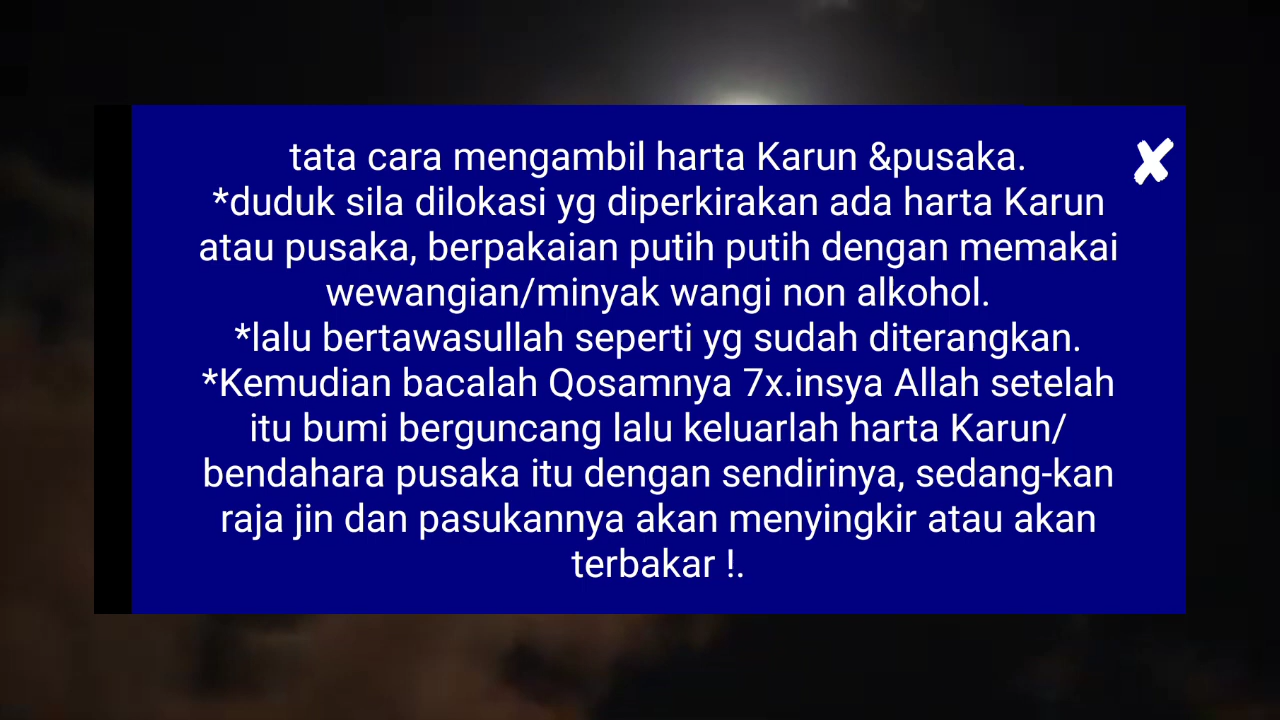 tata cara mengambil harta Karun &pusaka.
*duduk sila dilokasi yg diperkirakan ada harta Karun
atau pusaka, berpakaian putih putih dengan memakai
wewangian/minyak wangi non alkohol.
*lalu bertawasullah seperti yg sudah diterangkan.
*Kemudian bacalah Qosamnya 7x.insya Allah setelah
itu bumi berguncang lalu keluarlah harta Karun/
bendahara pusaka itu dengan sendirinya, sedang-kan
raja jin dan pasukannya akan menyingkir atau akan
terbakar !.